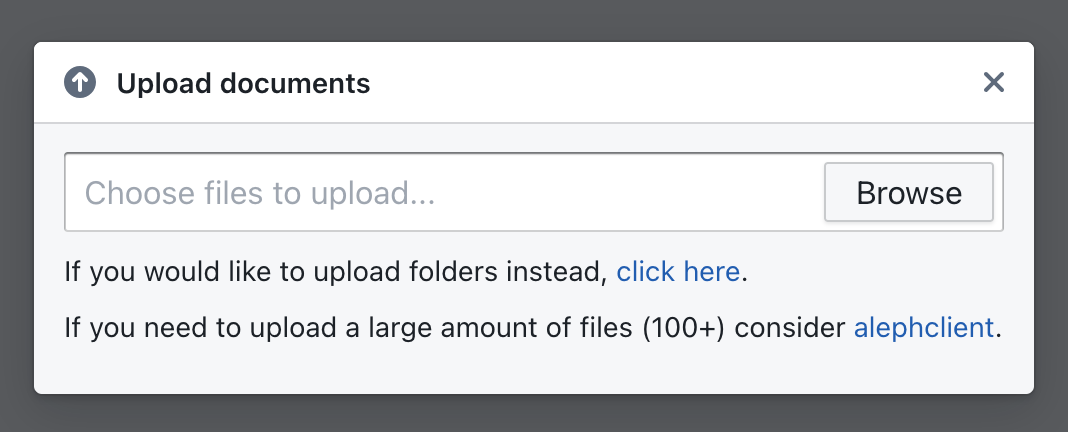 Upload documents
Choose files to upload...
Browse
If you would like to upload folders instead, click here.
If you need to upload a large amount of files (100+) consider alephclient.